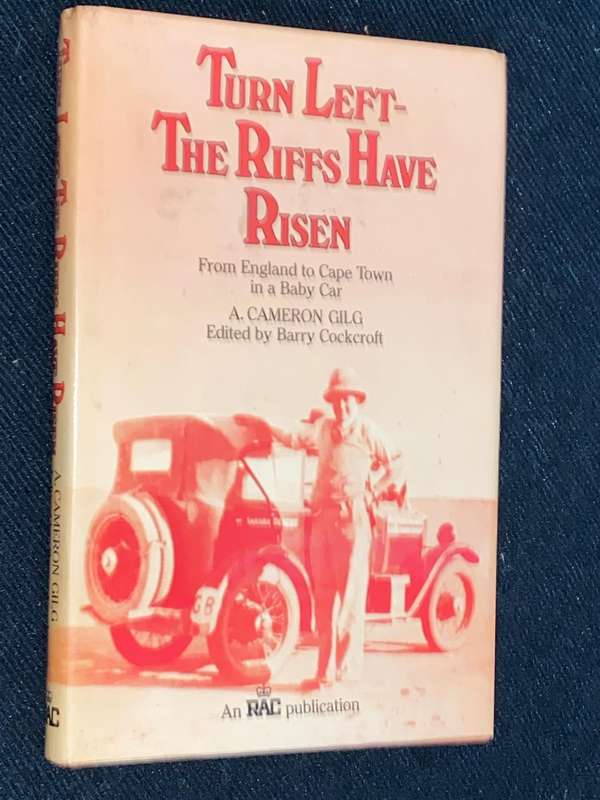 TURN LEFT-
THE RIFFS HAVE
RISEN
From England to Cape Town
in a Baby Car
A. CAMERON GILG
Edited by Barry Cockcroft
GB
An RAC publication
A. CAMERON GILG
RAC